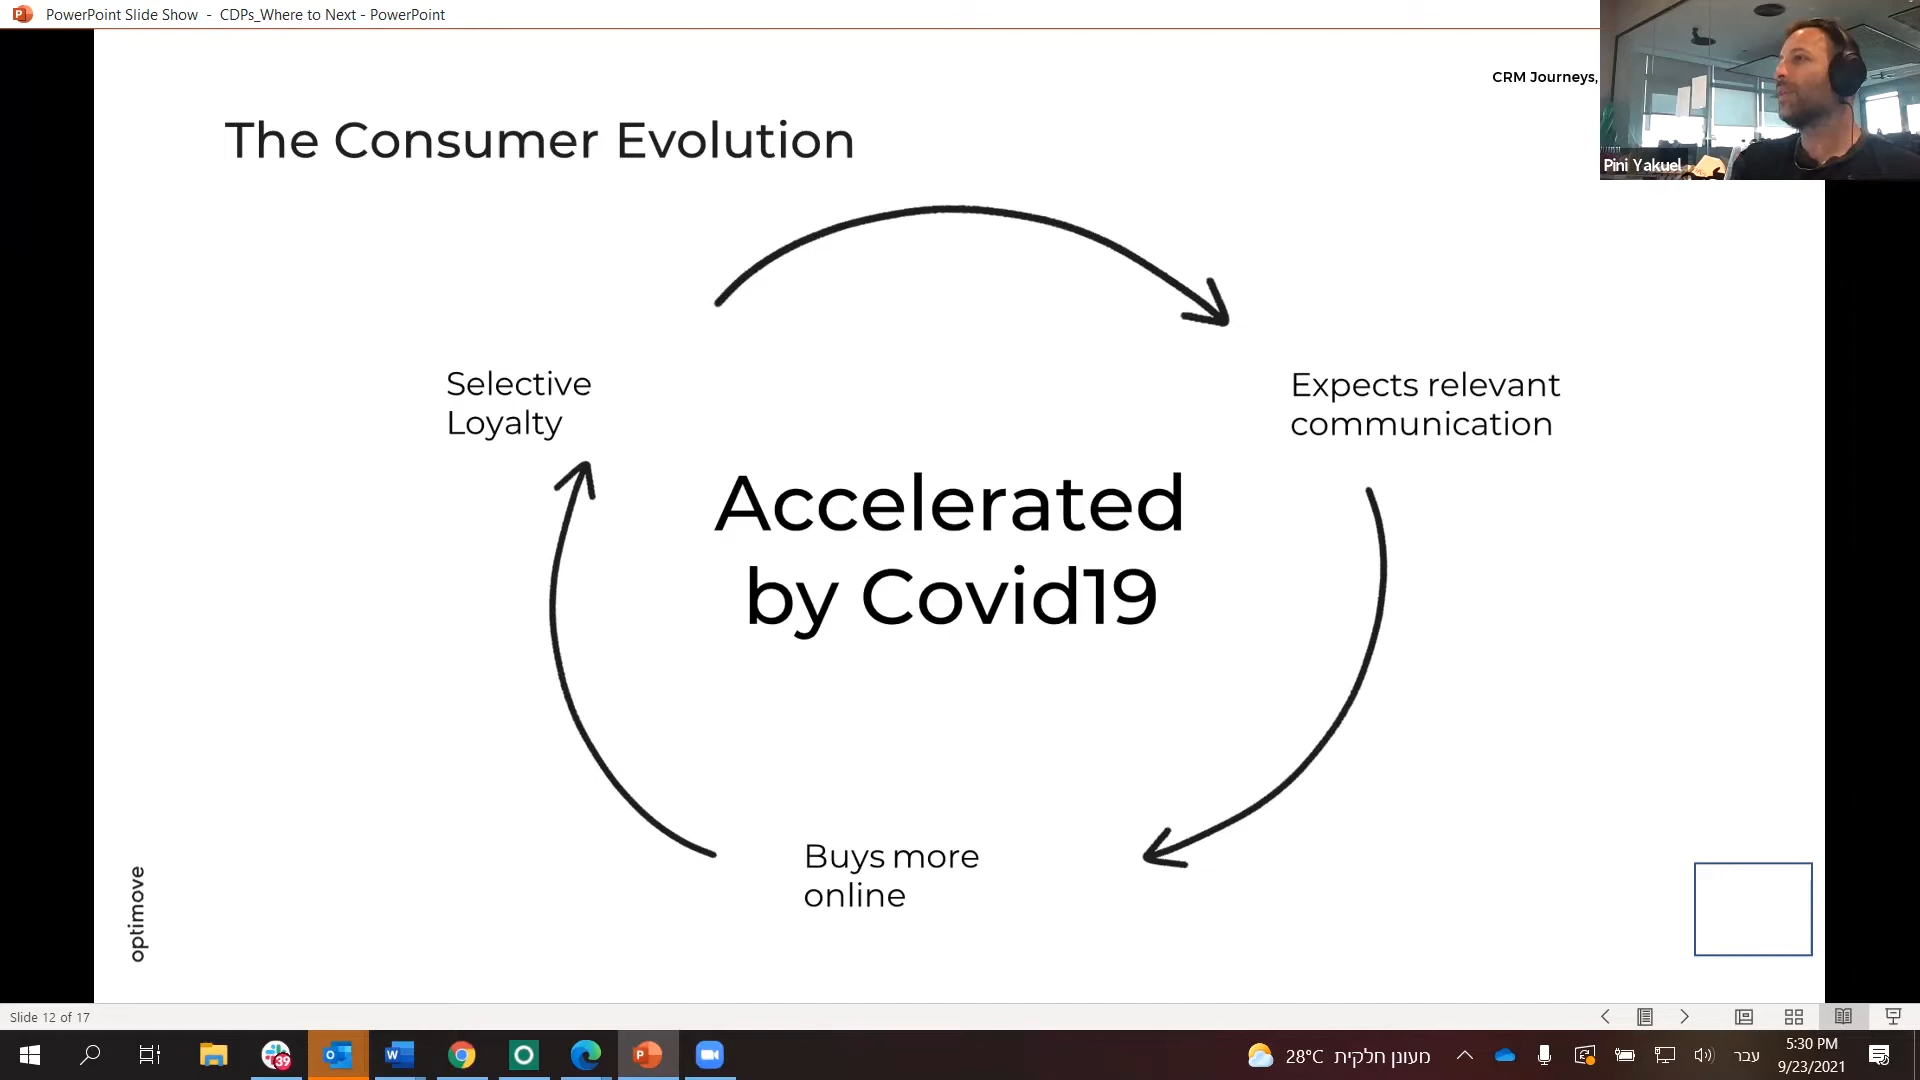 PowerPoint Slide Show - CDPs_Where to Next - PowerPoint
CRM Journeys,
The Consumer Evolution
Pini Yakuel
Selective
Loyalty
Expects relevant
communication
Accelerated
by Covid19
Buys more
online
optimove
Slide 12 of 17
39
28°C מעונן חלקית
עבר
5:30 PM
9/23/2021